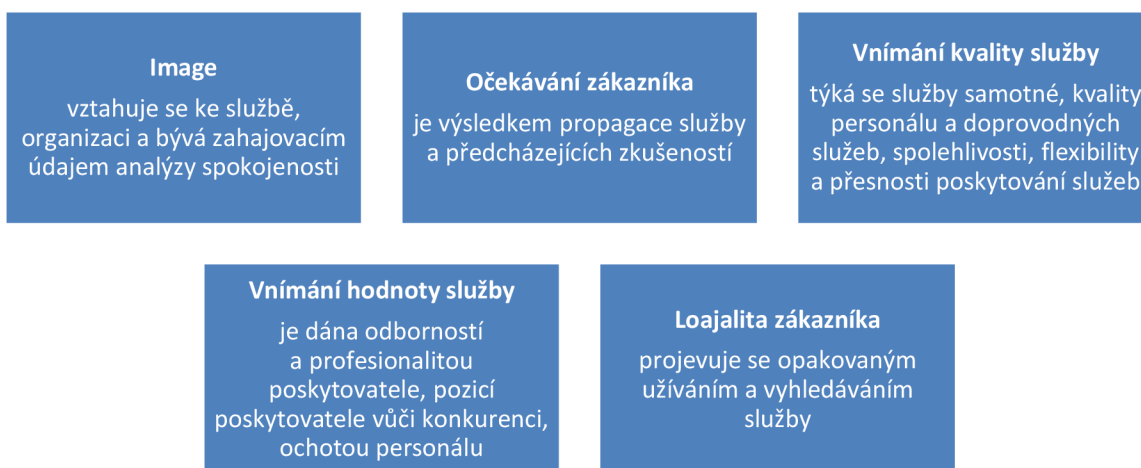 Image
vztahuje se ke službě,
organizaci a bývá zahajovacím
údajem analýzy spokojenosti
Očekávání zákazníka
je výsledkem propagace služby
a předcházejících zkušeností
Vnímání kvality služby
týká se služby samotné, kvality
personálu a doprovodných
služeb, spolehlivosti, flexibility
a přesnosti poskytování služeb
Vnímání hodnoty služby
je dána odborností
a profesionalitou
poskytovatele, pozicí
poskytovatele vůči konkurenci,
ochotou personálu
Loajalita zákazníka
projevuje se opakovaným
užíváním a vyhledáváním
služby